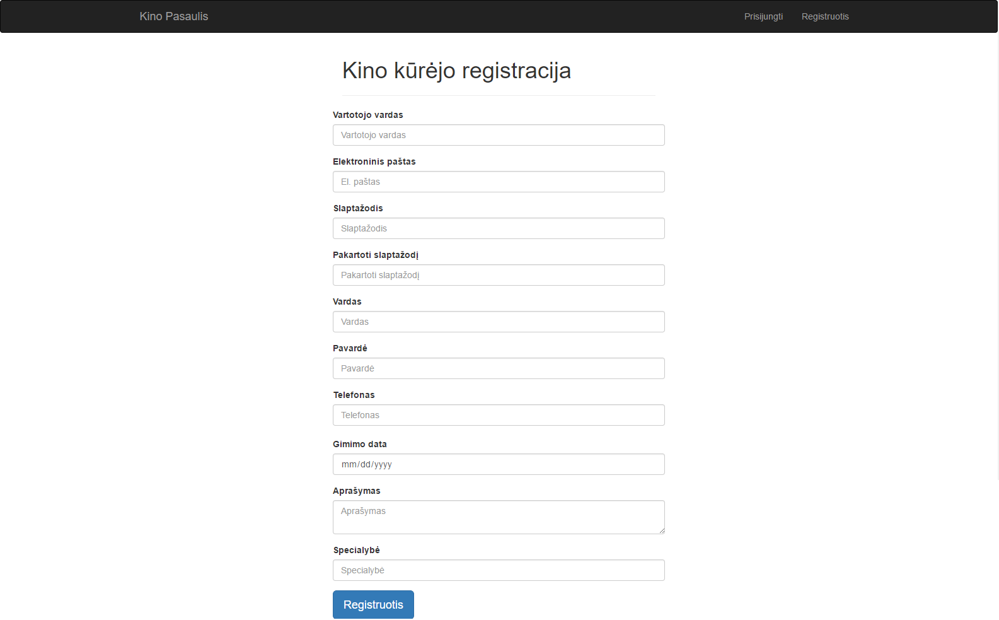 Kino Pasaulis Prisijungti Registruotis
Kino kūrėjo registracija
Vartotojo vardas
Vartotojo vardas
Elektroninis paštas
El. paštas
Slaptažodis
Slaptažodis
Pakartoti slaptažodį
Pakartoti slaptažodį
Vardas
Vardas
Pavardė
Pavardė
Telefonas
Telefonas
Gimimo data
mm/dd/yyyy
Aprašymas
Aprašymas
Specialybė
Specialybė
Registruotis